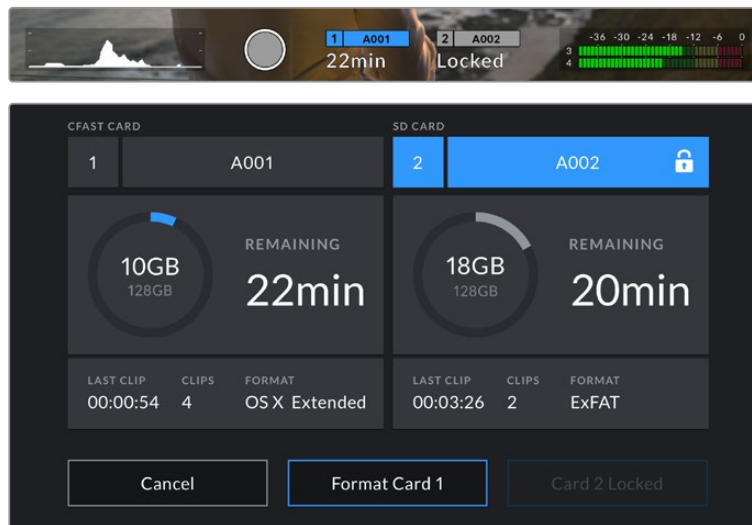 1 A001
22min
2 A002
Locked
-36 -30 -24 -18 -12 -6 0
3
4
CFAST CARD
1 A001
10GB
128GB
REMAINING
22min
LAST CLIP CLIPS FORMAT
00:00:54 4 OS X Extended
SD CARD
2 A002
18GB
128GB
REMAINING
20min
LAST CLIP CLIPS FORMAT
00:03:26 2 ExFAT
Cancel
Format Card 1
Card 2 Locked